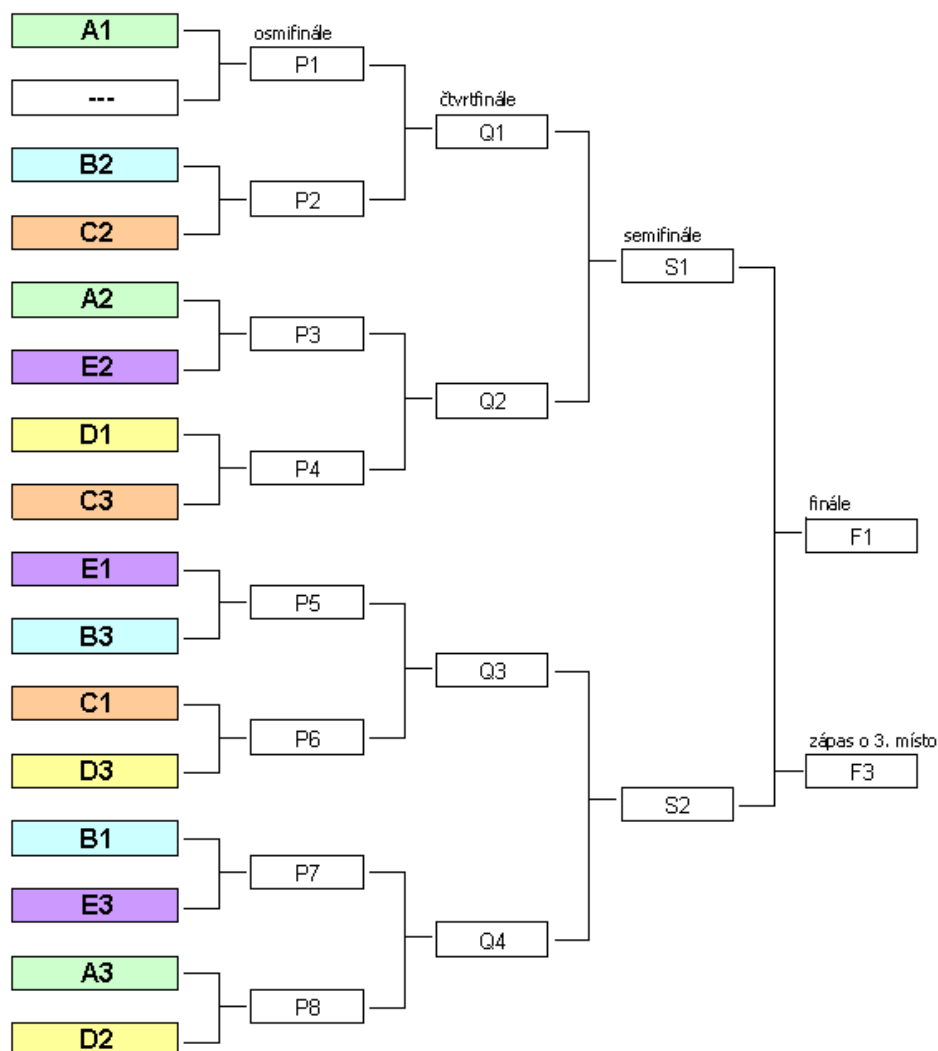 A1
---
B2
C2
A2
E2
D1
C3
E1
B3
C1
D3
B1
E3
A3
D2
osmifinále
P1
P2
P3
P4
P5
P6
P7
P8
čtvrtfinále
Q1
Q2
Q3
Q4
semifinále
S1
S2
finále
F1
zápas o 3. místo
F3